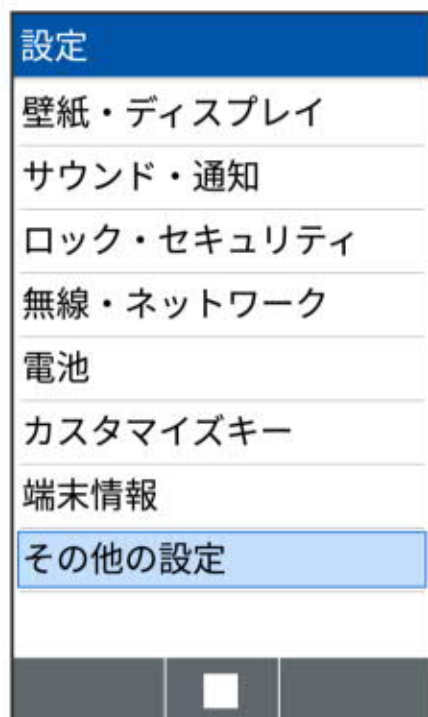 設定
壁紙・ディスプレイ
サウンド・通知
ロック・セキュリティ
無線・ネットワーク
電池
カスタマイズキー
端末情報
その他の設定